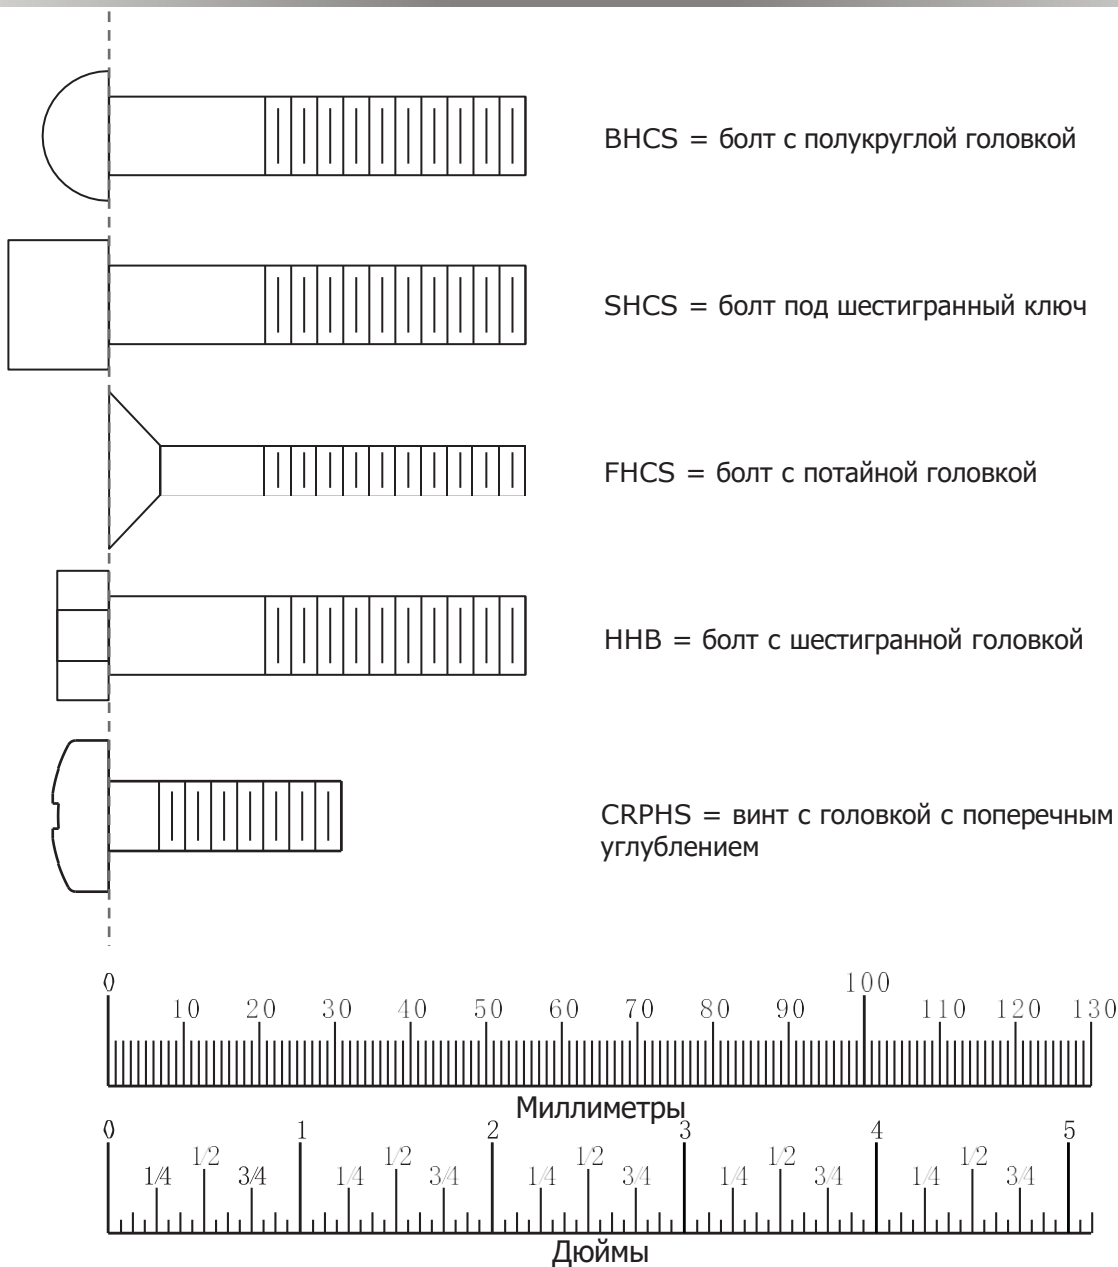 BHCS = болт с полукруглой головкой
SHCS = болт под шестигранный ключ
FHCS = болт с потайной головкой
HHB = болт с шестигранной головкой
CRPHS = винт с головкой с поперечным
углублением
0 10 20 30 40 50 60 70 80 90 100 110 120 130
Миллиметры
0 1/4 1/2 3/4 1 1/4 1/2 3/4 2 1/4 1/2 3/4 3 1/4 1/2 3/4 4 1/4 1/2 3/4 5
Дюймы